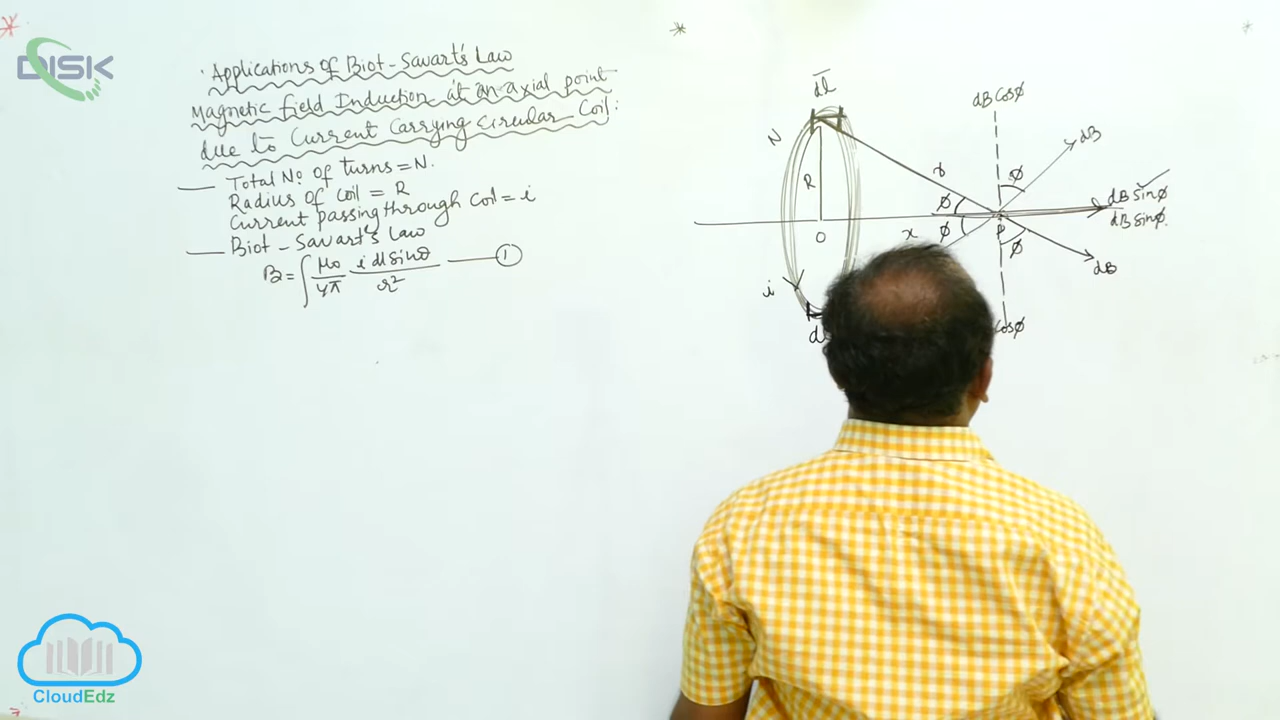 DISK
Applications of Biot-Savart's Law
Magnetic field Induction at an axial point
due to Current Carrying Circular Coil:
Total No of turns = N.
Radius of coil = R
Current passing through Coil = i
Biot-Savart's Law
B = ∫ μ₀/4π i dl sinθ/r² —— ①
dl
N
R
O
i
d
r
x
P
φ
φ
φ
φ
dB Cosφ
dB
dB Sinφ ✓
dB Sinφ.
dB
Cosφ
CloudEdz